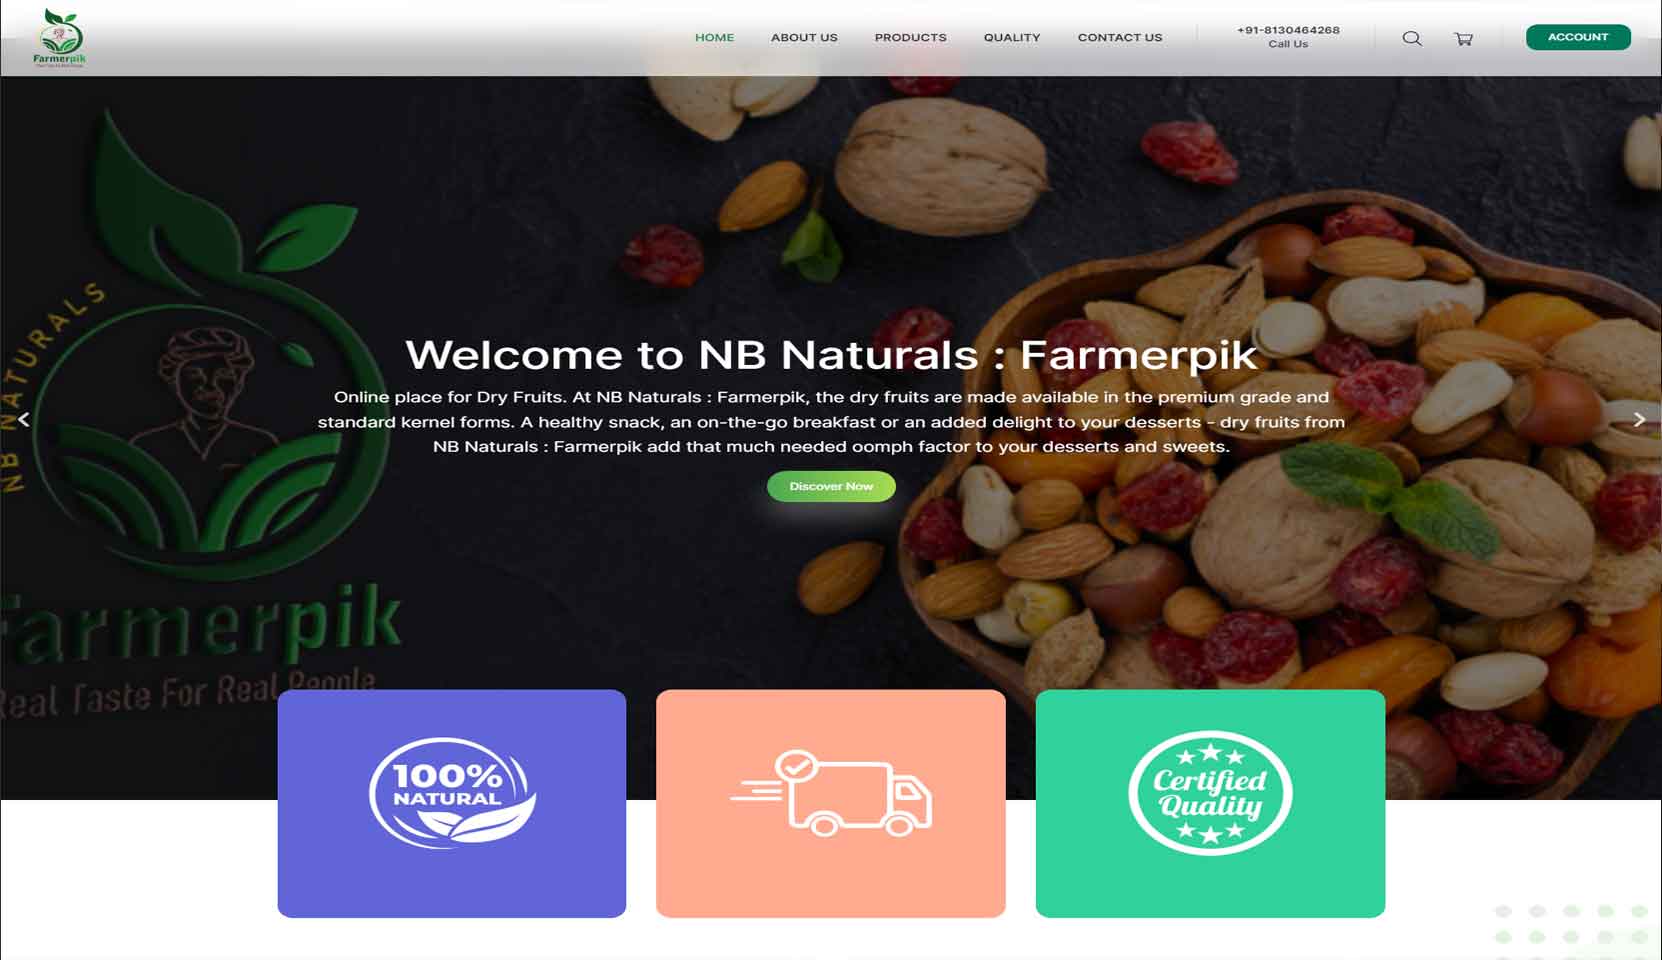 Farmerpik
HOME
ABOUT US
PRODUCTS
QUALITY
CONTACT US
+91-8130464268
Call Us
ACCOUNT
NB NATURALS
Welcome to NB Naturals : Farmerpik
Online place for Dry Fruits. At NB Naturals : Farmerpik, the dry fruits are made available in the premium grade and
standard kernel forms. A healthy snack, an on-the-go breakfast or an added delight to your desserts - dry fruits from
NB Naturals : Farmerpik add that much needed oomph factor to your desserts and sweets.
Discover Now
Farmerpik
Real Taste For Real People
100%
NATURAL
Certified
Quality